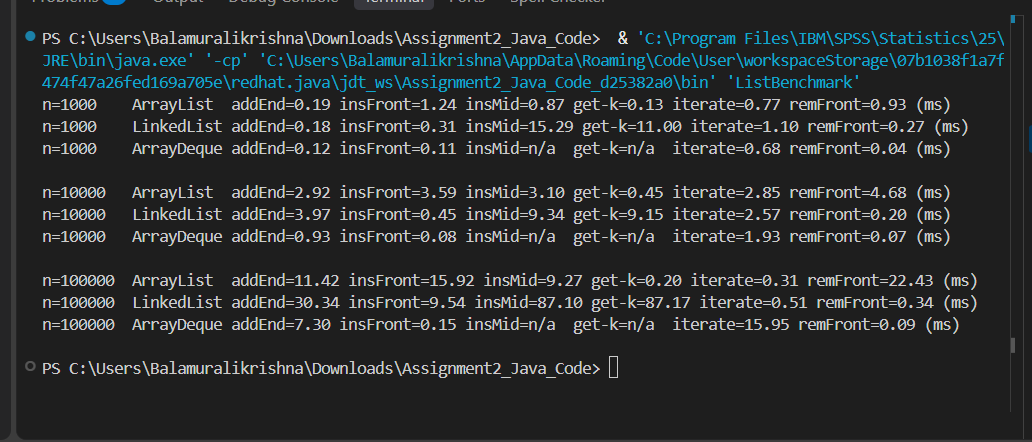 Problems Output Debug Console Terminal Ports Spell Checker
PS C:\Users\Balamuralikrishna\Downloads\Assignment2_Java_Code>  & 'C:\Program Files\IBM\SPSS\Statistics\25\
JRE\bin\java.exe' '-cp' 'C:\Users\Balamuralikrishna\AppData\Roaming\Code\User\workspaceStorage\07b1038f1a7f
474f47a26fed169a705e\redhat.java\jdt_ws\Assignment2_Java_Code_d25382a0\bin' 'ListBenchmark'
n=1000    ArrayList  addEnd=0.19 insFront=1.24 insMid=0.87 get-k=0.13 iterate=0.77 remFront=0.93 (ms)
n=1000    LinkedList addEnd=0.18 insFront=0.31 insMid=15.29 get-k=11.00 iterate=1.10 remFront=0.27 (ms)
n=1000    ArrayDeque addEnd=0.12 insFront=0.11 insMid=n/a  get-k=n/a  iterate=0.68 remFront=0.04 (ms)
n=10000   ArrayList  addEnd=2.92 insFront=3.59 insMid=3.10 get-k=0.45 iterate=2.85 remFront=4.68 (ms)
n=10000   LinkedList addEnd=3.97 insFront=0.45 insMid=9.34 get-k=9.15 iterate=2.57 remFront=0.20 (ms)
n=10000   ArrayDeque addEnd=0.93 insFront=0.08 insMid=n/a  get-k=n/a  iterate=1.93 remFront=0.07 (ms)
n=100000  ArrayList  addEnd=11.42 insFront=15.92 insMid=9.27 get-k=0.20 iterate=0.31 remFront=22.43 (ms)
n=100000  LinkedList addEnd=30.34 insFront=9.54 insMid=87.10 get-k=87.17 iterate=0.51 remFront=0.34 (ms)
n=100000  ArrayDeque addEnd=7.30 insFront=0.15 insMid=n/a  get-k=n/a  iterate=15.95 remFront=0.09 (ms)
PS C:\Users\Balamuralikrishna\Downloads\Assignment2_Java_Code>